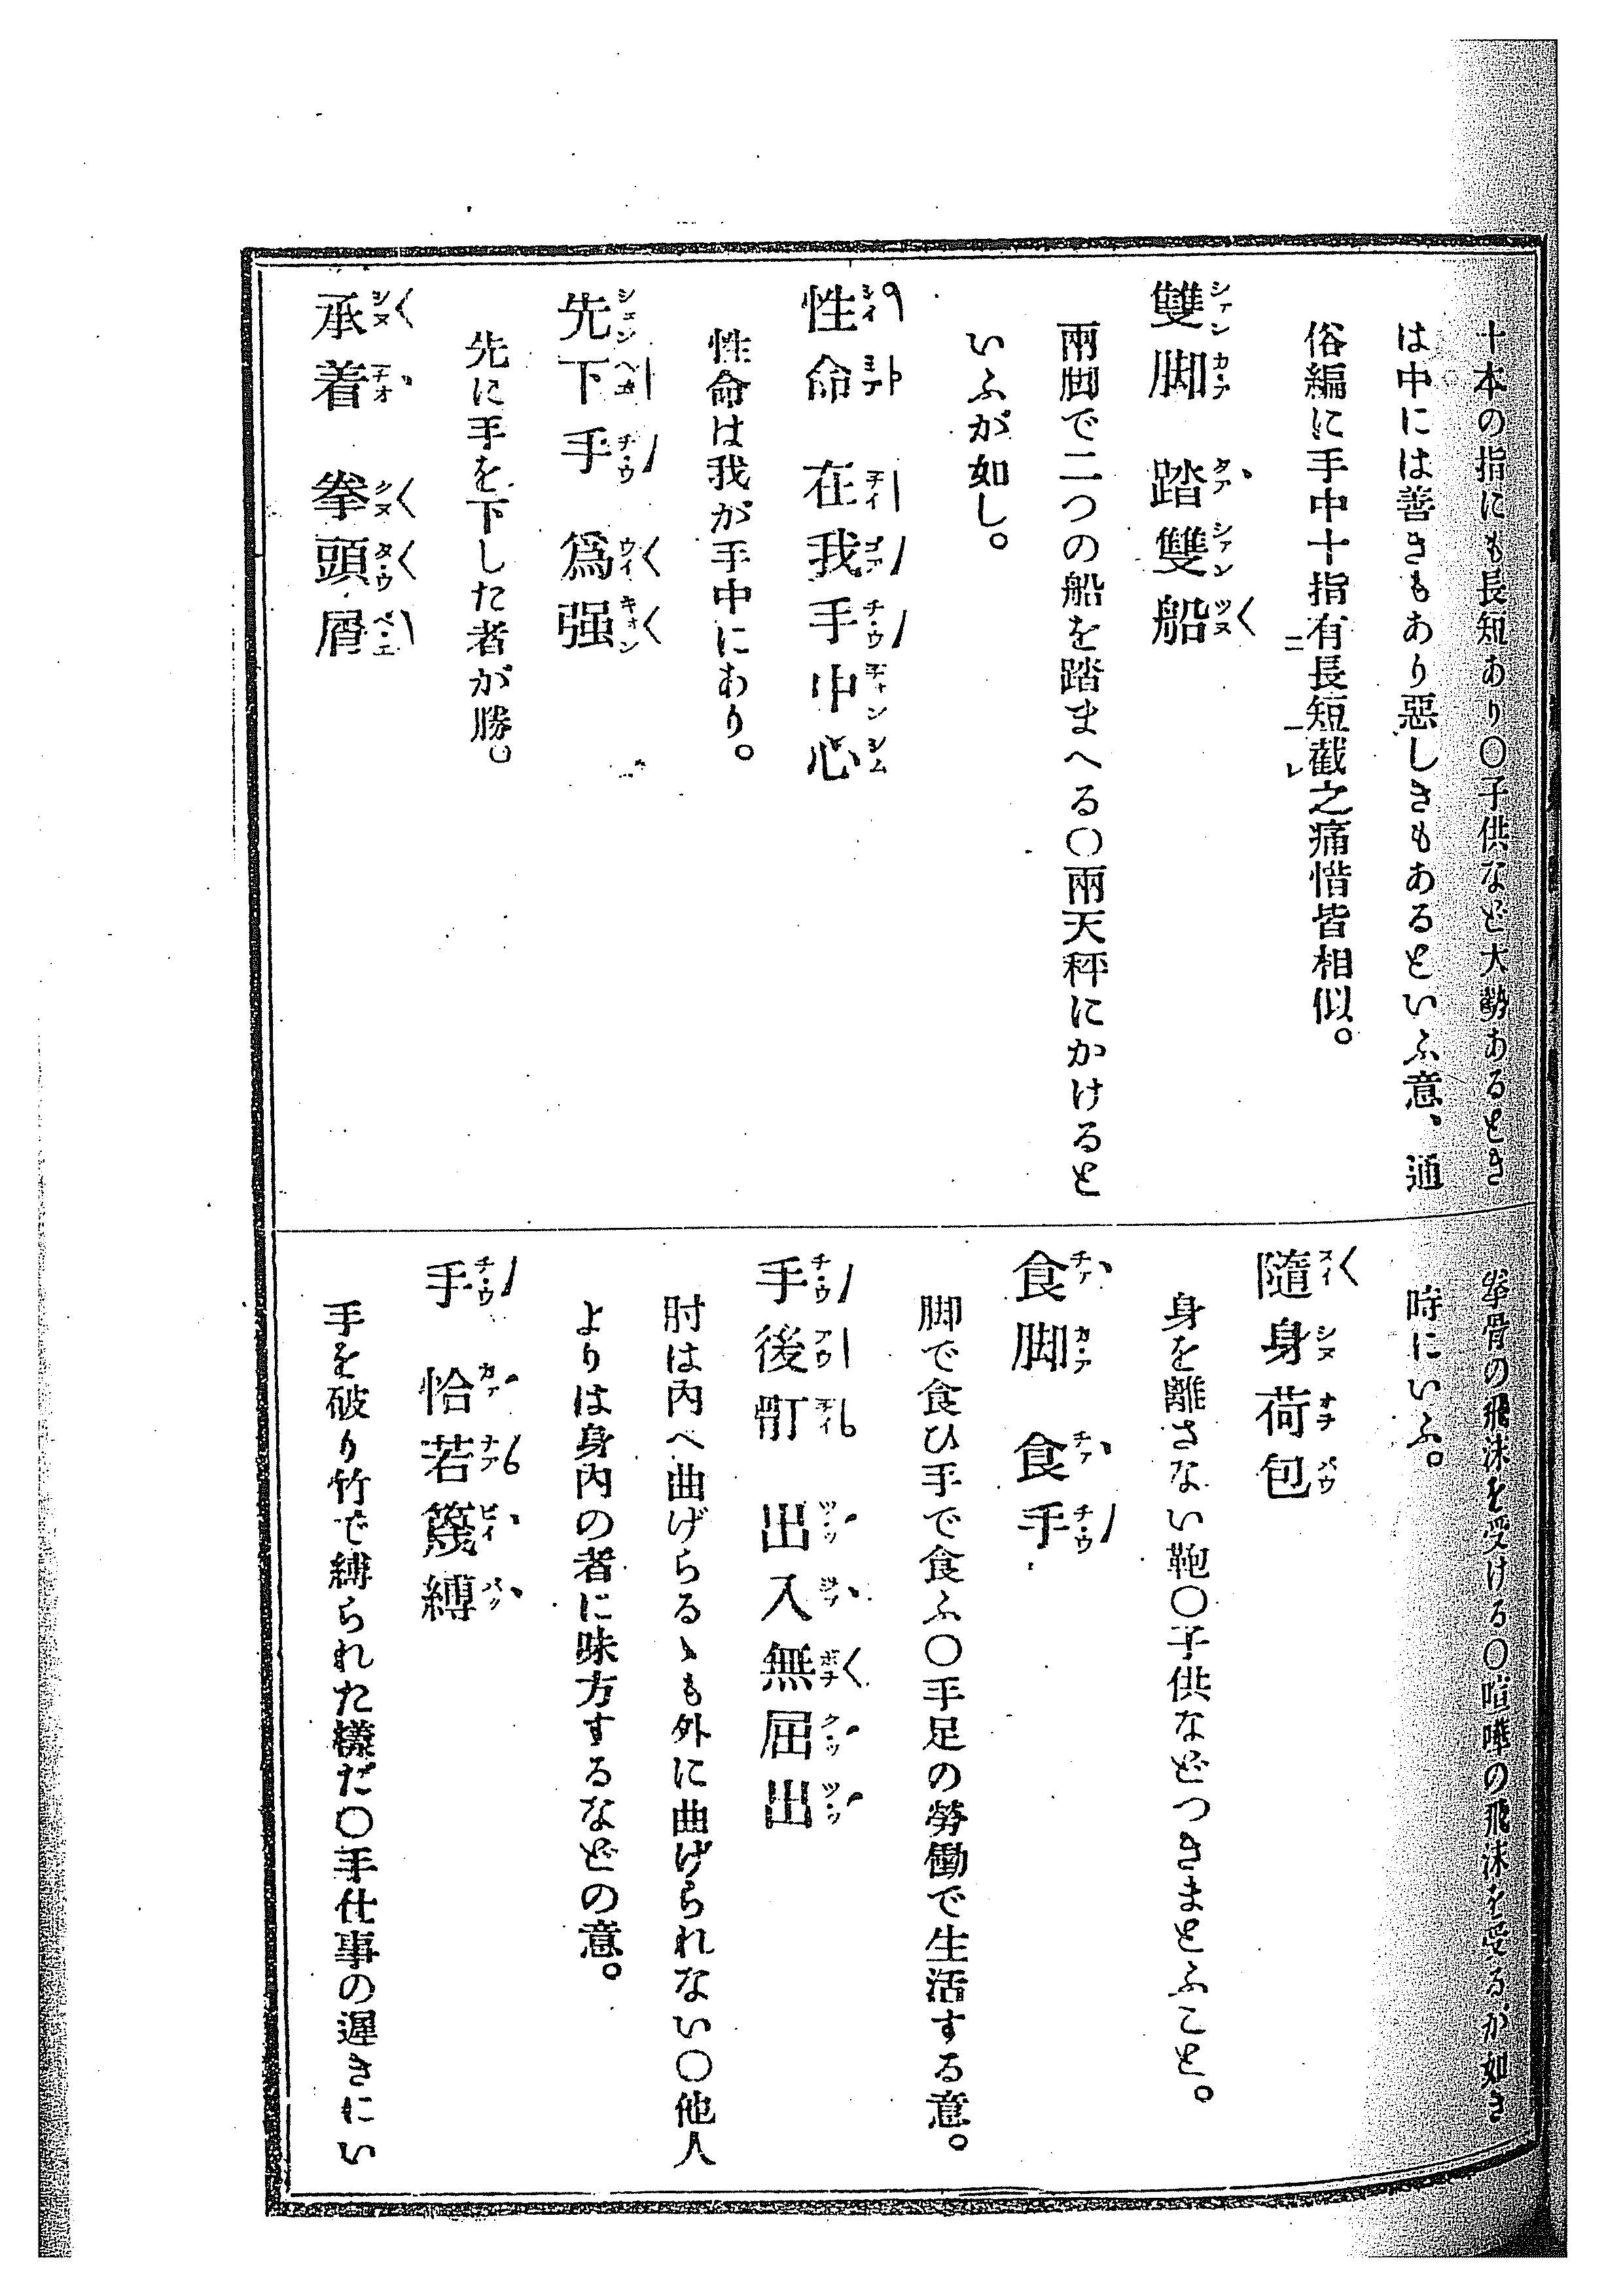 十本の指にも長短あり〇子供など大勢あるとき
は中には善きもあり惡しきもあるといふ意、通
俗編に手中十指有長短截之痛惜皆相似。
雙脚　踏雙船
兩脚で二つの船を踏まへる〇兩天秤にかけると
いふが如し。
性命　在我手中心
性命は我が手中にあり。
先下手　爲强
先に手を下した者が勝。
承着　拳頭屑
拳骨の飛沫を受ける〇喧嘩の飛沫を受るが如き
時にいふ。
隨身荷包
身を離さない鞄〇子供などつきまとふこと。
食脚　食手
脚で食ひ手で食ふ〇手足の勞働で生活する意。
手後　出入無屈出
肘は內へ曲げらるゝも外に曲げられない〇他人
よりは身內の者に味方するなどの意。
手　恰若篾縛
手を破り竹で縛られた樣だ〇手仕事の遲きにい